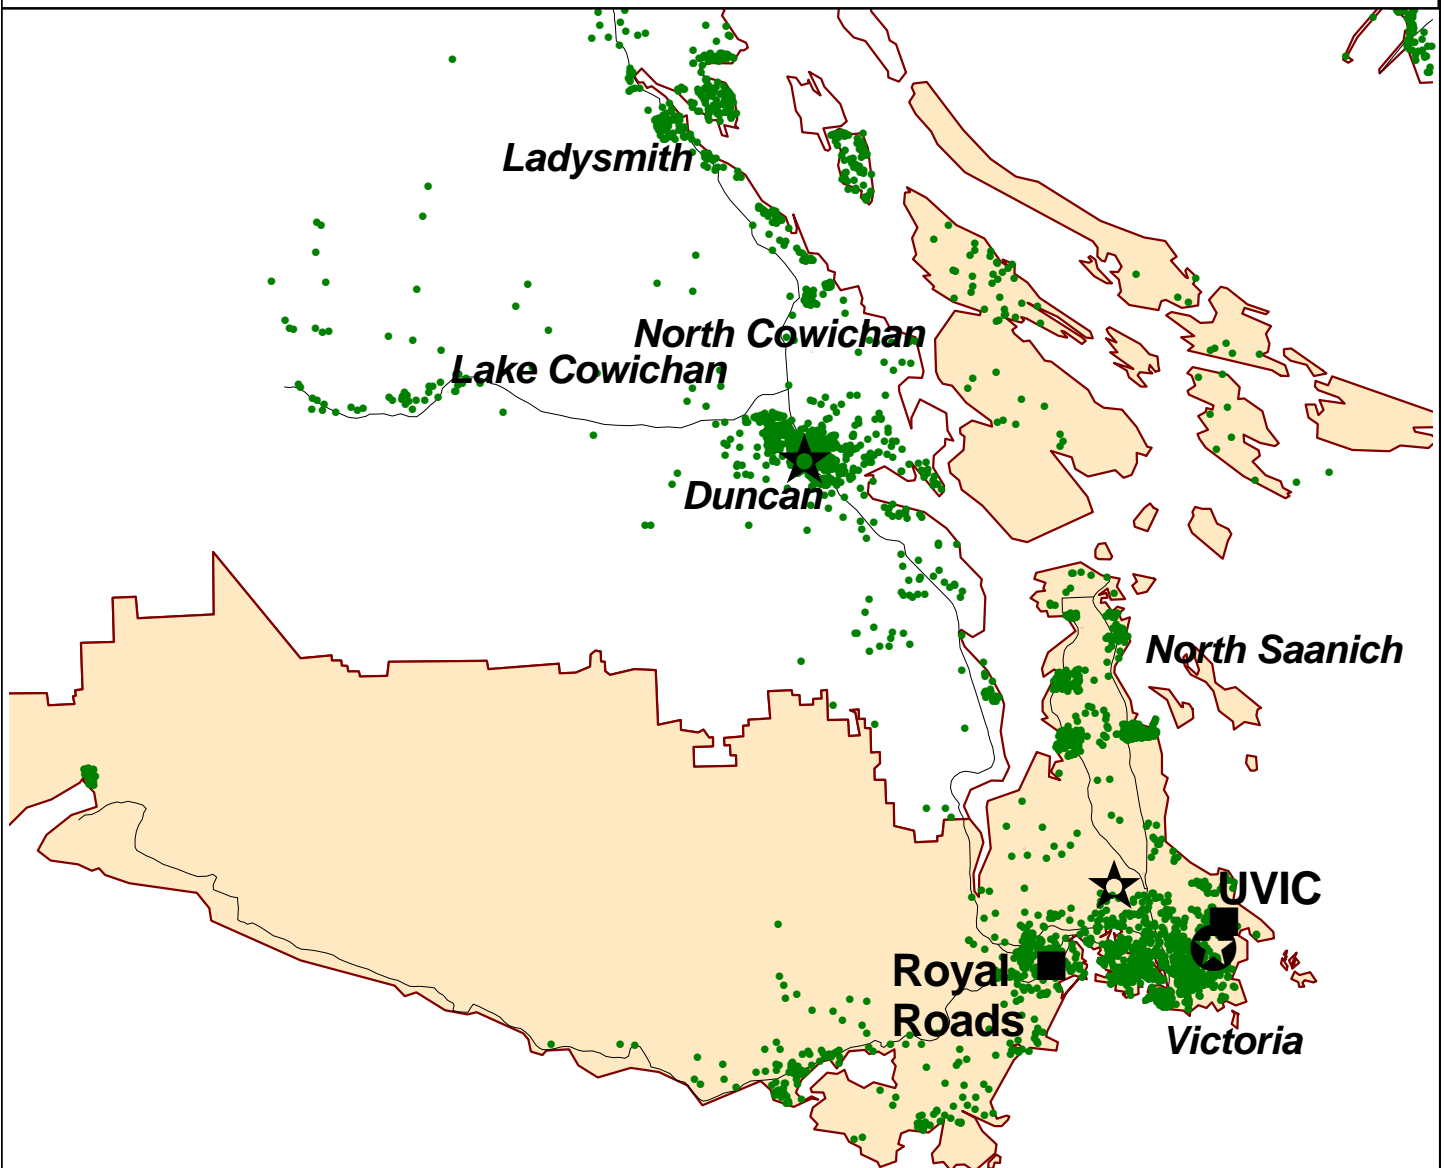 Ladysmith
North Cowichan
Lake Cowichan
Duncan
North Saanich
UVIC
Royal
Roads
Victoria